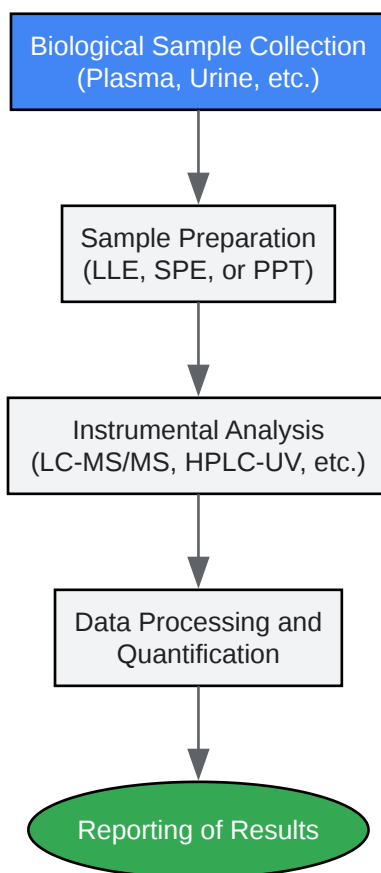 Biological Sample Collection
(Plasma, Urine, etc.)
Sample Preparation
(LLE, SPE, or PPT)
Instrumental Analysis
(LC-MS/MS, HPLC-UV, etc.)
Data Processing and
Quantification
Reporting of Results